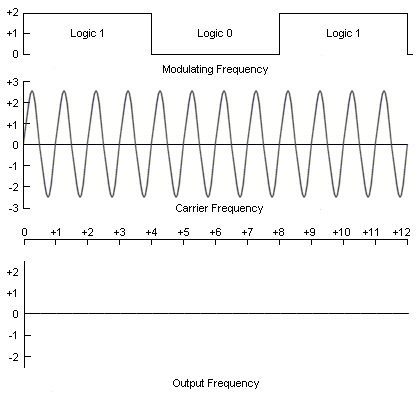 +2
+1 Logic 1 Logic 0 Logic 1
0
Modulating Frequency
+3
+2
+1
0
-1
-2
-3
Carrier Frequency
0 +1 +2 +3 +4 +5 +6 +7 +8 +9 +10 +11 +12
+2
+1
0
-1
-2
Output Frequency